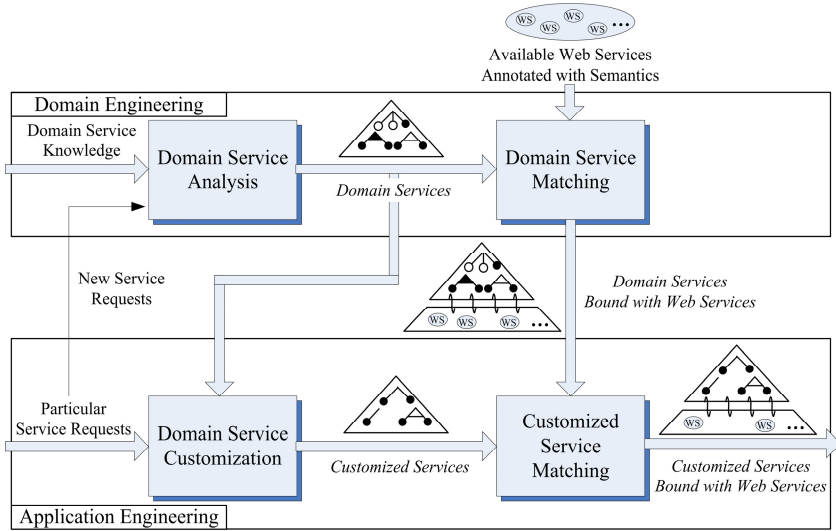 WS WS WS WS ...
Available Web Services
Annotated with Semantics
Domain Engineering
Domain Service
Knowledge
Domain Service
Analysis
Domain Services
Domain Service
Matching
New Service
Requests
WS WS WS ...
Domain Services
Bound with Web Services
Particular
Service Requests
Domain Service
Customization
Customized Services
Customized
Service
Matching
WS WS ...
Customized Services
Bound with Web Services
Application Engineering